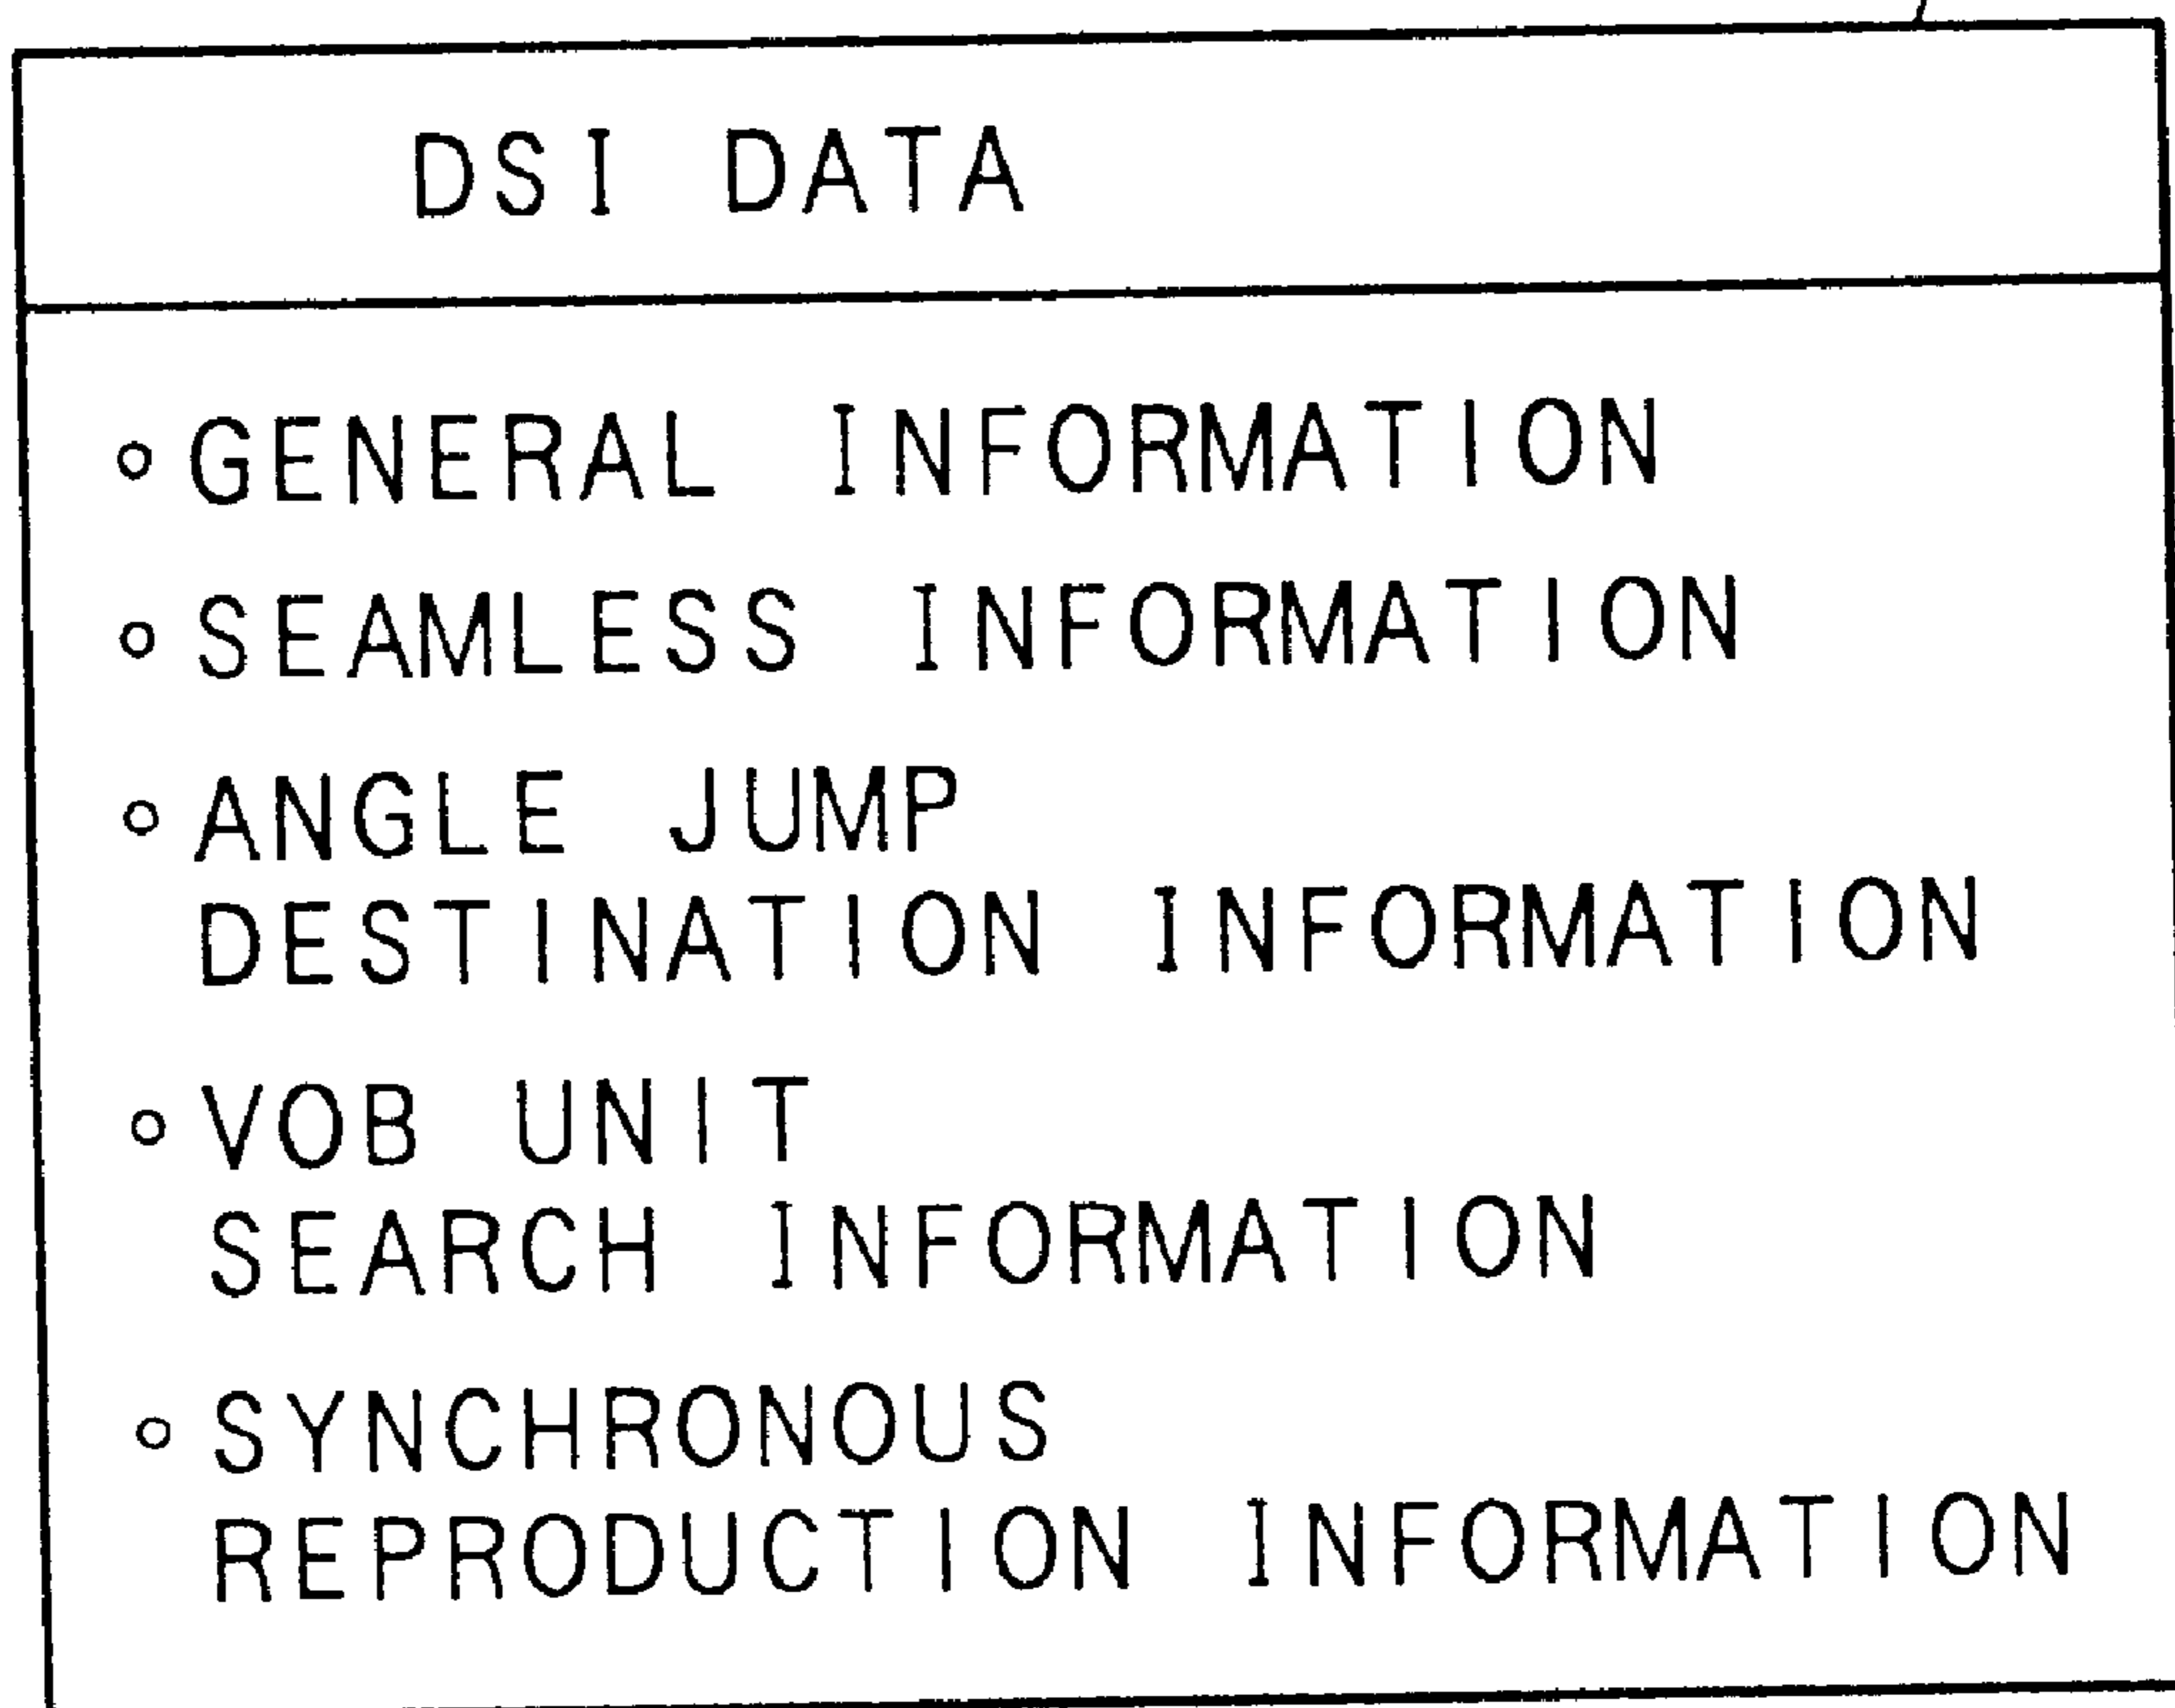 DSI DATA
∘ GENERAL INFORMATION
∘ SEAMLESS INFORMATION
∘ ANGLE JUMP
DESTINATION INFORMATION
∘ VOB UNIT
SEARCH INFORMATION
∘ SYNCHRONOUS
REPRODUCTION INFORMATION